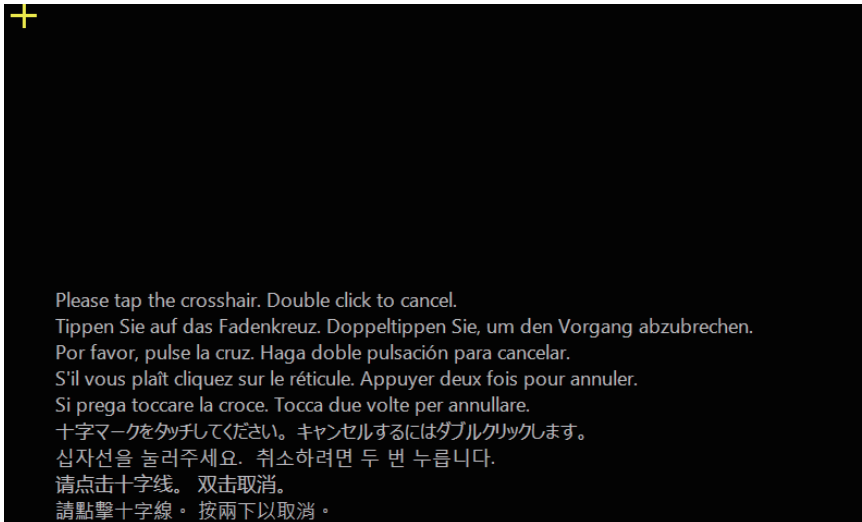 Please tap the crosshair. Double click to cancel.
Tippen Sie auf das Fadenkreuz. Doppeltippen Sie, um den Vorgang abzubrechen.
Por favor, pulse la cruz. Haga doble pulsación para cancelar.
S'il vous plaît cliquez sur le réticule. Appuyer deux fois pour annuler.
Si prega toccare la croce. Tocca due volte per annullare.
十字マークをタッチしてください。キャンセルするにはダブルクリックします。
십자선을 눌러주세요. 취소하려면 두 번 누릅니다.
请点击十字线。 双击取消。
請點擊十字線。按兩下以取消。